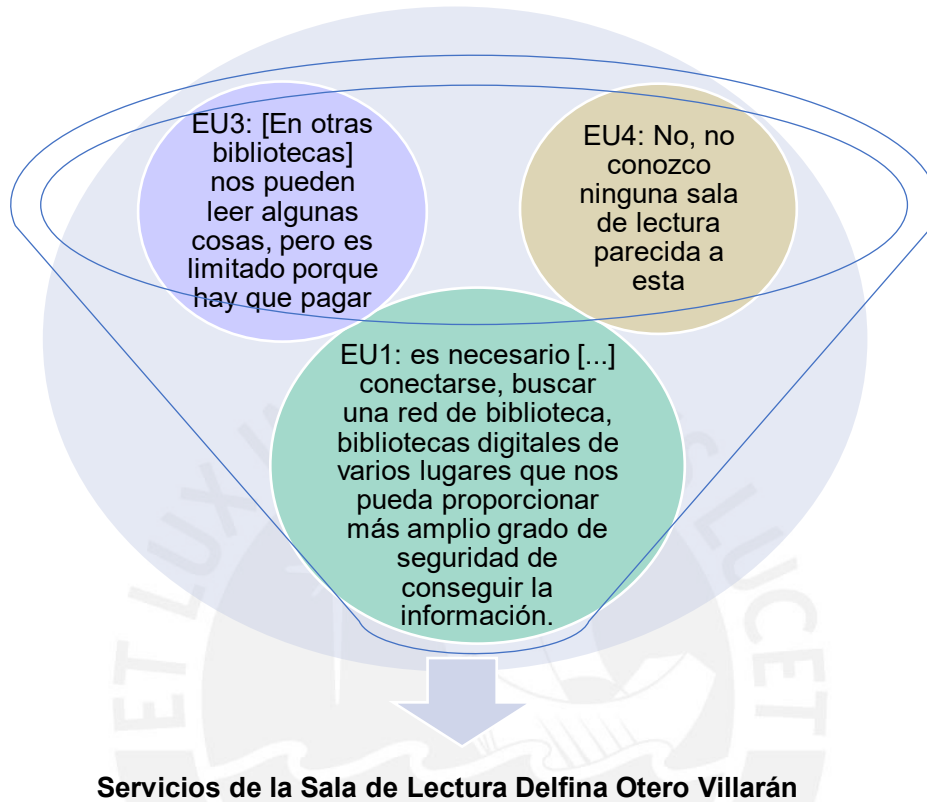 EU3: [En otras
bibliotecas]
nos pueden
leer algunas
cosas, pero es
limitado porque
hay que pagar
EU4: No, no
conozco
ninguna sala
de lectura
parecida a
esta
EU1: es necesario [...]
conectarse, buscar
una red de biblioteca,
bibliotecas digitales de
varios lugares que nos
pueda proporcionar
más amplio grado de
seguridad de
conseguir la
información.
Servicios de la Sala de Lectura Delfina Otero Villarán